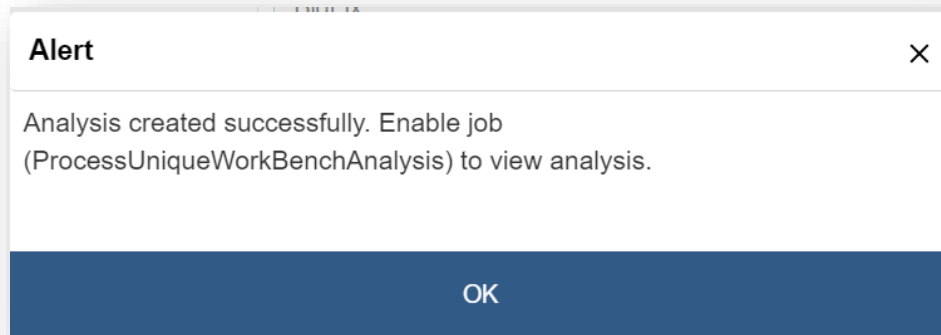 Alert
Analysis created successfully. Enable job
(ProcessUniqueWorkBenchAnalysis) to view analysis.
OK